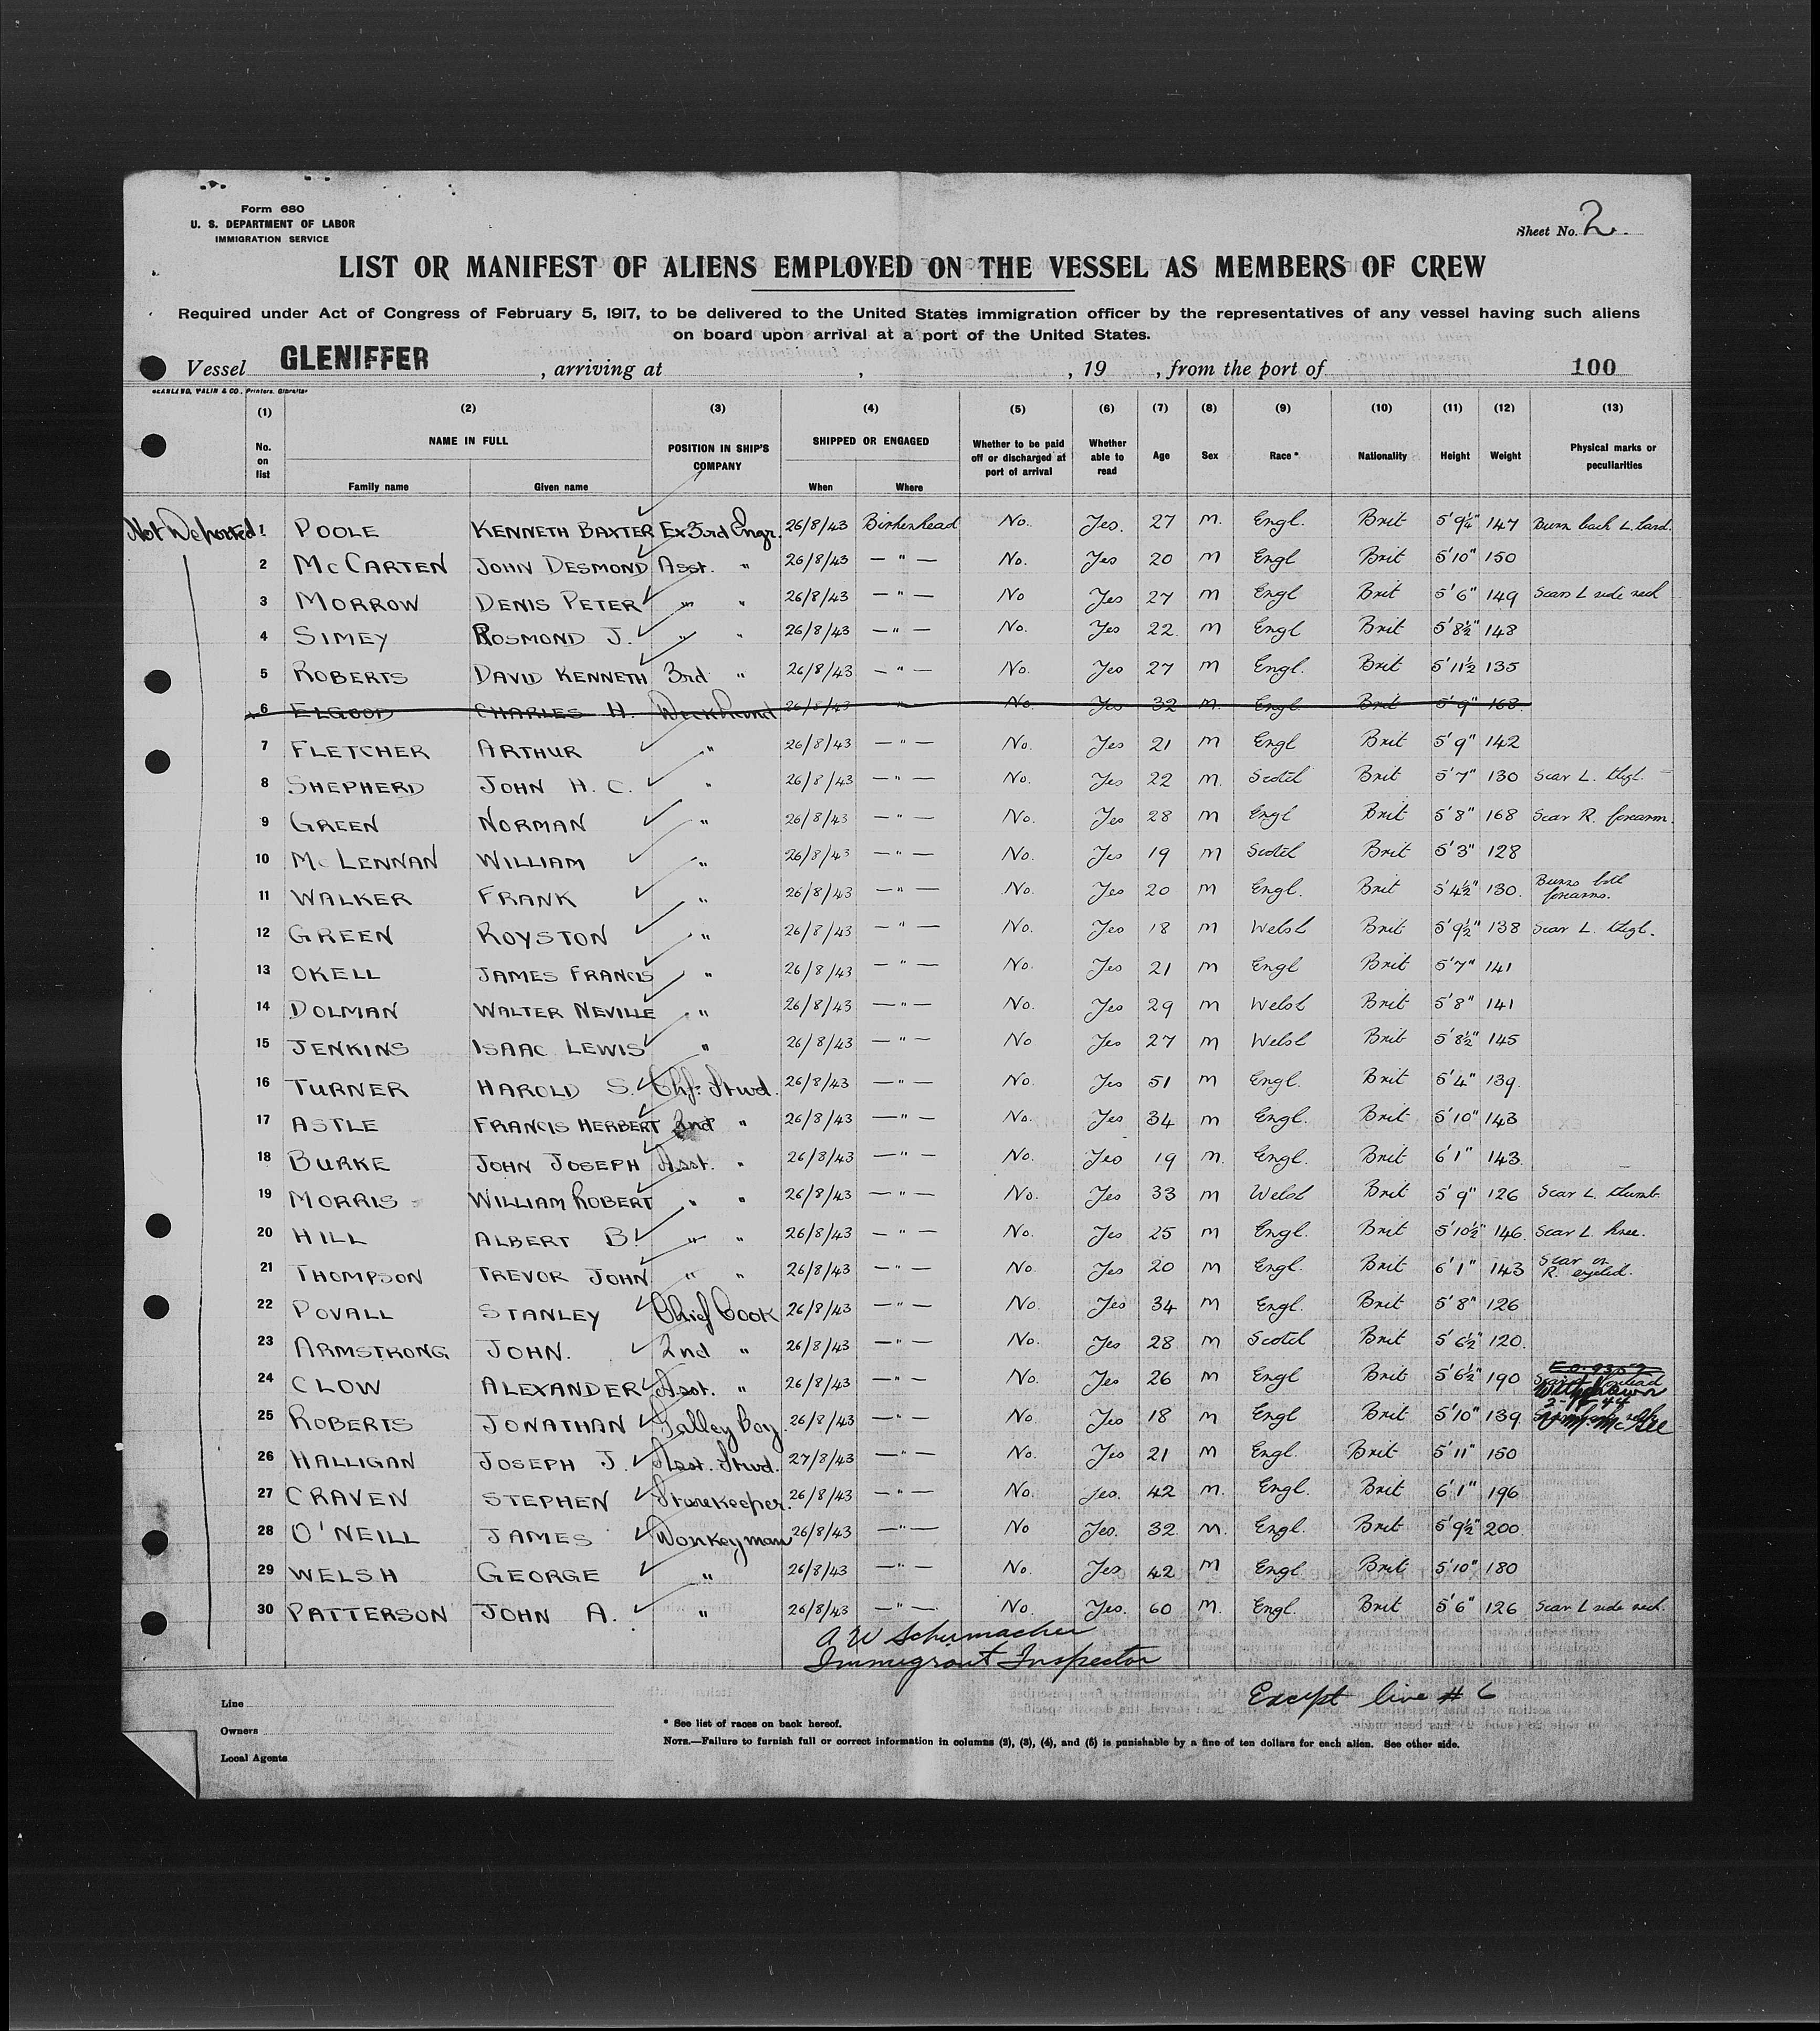 Form 680
U. S. DEPARTMENT OF LABOR
IMMIGRATION SERVICE
Sheet No. 2.
LIST OR MANIFEST OF ALIENS EMPLOYED ON THE VESSEL AS MEMBERS OF CREW
Required under Act of Congress of February 5, 1917, to be delivered to the United States immigration officer by the representatives of any vessel having such aliens
on board upon arrival at a port of the United States.
Vessel GLENIFFER , arriving at , , 19 , from the port of 100
BEANLAND, MALIN & CO. Printers. Gibraltar
(1) (2) (3) (4) (5) (6) (7) (8) (9) (10) (11) (12) (13)
No. on list NAME IN FULL Family name Given name POSITION IN SHIP'S COMPANY SHIPPED OR ENGAGED When Where Whether to be paid off or discharged at port of arrival Whether able to read Age Sex Race * Nationality Height Weight Physical marks or peculiarities
Not Deported 1 POOLE KENNETH BAXTER Ex 3rd Engr. 26/8/43 Birkenhead No. Yes. 27 m. Engl. Brit 5' 9¼" 147 Burn back L. hand.
2 McCARTEN JOHN DESMOND Asst. " 26/8/43 — " — No. Yes 20 m Engl Brit 5'10" 150
3 MORROW DENIS PETER " " 26/8/43 — " — No Yes 27 m Engl Brit 5' 6" 149 Scars L side neck
4 SIMEY ROSMOND J. " " 26/8/43 — " — No. Yes 22. m Engl Brit 5'8½" 148
5 ROBERTS DAVID KENNETH 3rd " 26/8/43 — " — No. Yes 27 m Engl. Brit 5'11½ 135
6 ELGOOD CHARLES H. Deckhand 26/8/43 — " — No. Yes 32 m. Engl. Brit 5' 9" 168.
7 FLETCHER ARTHUR " 26/8/43 — " — No. Yes 21 m Engl Brit 5' 9" 142
8 SHEPHERD JOHN H. C. " 26/8/43 — " — No. Yes 22 m. Scotch Brit 5'7" 130 Scar L. thigh.
9 GREEN NORMAN " 26/8/43 — " — No. Yes 28 m Engl Brit 5' 8" 168 Scar R. forearm.
10 McLENNAN WILLIAM " 26/8/43 — " — No. Yes 19 m Scotch Brit 5'3" 128
11 WALKER FRANK " 26/8/43 — " — No. Yes 20 m Engl. Brit 5'4½" 130. Burns both forearms.
12 GREEN ROYSTON " 26/8/43 — " — No. Yes 18 m Welsh Brit 5'9½" 138 Scar L. thigh.
13 OKELL JAMES FRANCIS " 26/8/43 — " — No. Yes 21 m Engl Brit 5'7" 141
14 DOLMAN WALTER NEVILLE " 26/8/43 — " — No. Yes 29 m Welsh Brit 5'8" 141
15 JENKINS ISAAC LEWIS " 26/8/43 — " — No Yes 27 m Welsh Brit 5'8½" 145
16 TURNER HAROLD S. Chf. Stwd. 26/8/43 — " — No. Yes 51 m Engl. Brit 5'4" 139.
17 ASTLE FRANCIS HERBERT 2nd " 26/8/43 — " — No. Yes. 34 m Engl. Brit 5'10" 143
18 BURKE JOHN JOSEPH Asst. " 26/8/43 — " — No. Yes 19 m. Engl. Brit 6'1" 143.
19 MORRIS WILLIAM ROBERT " " 26/8/43 — " — No. Yes 33 m Welsh Brit 5'9" 126 Scar L. thumb.
20 HILL ALBERT B. " " 26/8/43 — " — No. Yes 25 m Engl. Brit 5'10½" 146. Scar L. knee.
21 THOMPSON TREVOR JOHN " " 26/8/43 — " — No. Yes 20 m Engl. Brit 6'1" 143 Scar on R. eyelid.
22 POVALL STANLEY Chief Cook 26/8/43 — " — No. Yes 34 m Engl. Brit 5'8" 126
23 ARMSTRONG JOHN. 2nd " 26/8/43 — " — No. Yes 28 m Scotch Brit 5'6½" 120.
24 CLOW ALEXANDER Asst. " 26/8/43 — " — No. Yes 26 m Engl Brit 5'6½" 190 Withdrawn
25 ROBERTS JONATHAN Galley Boy. 26/8/43 — " — No. Yes 18 m Engl Brit 5'10" 139.
26 HALLIGAN JOSEPH J. Asst. Stwd. 27/8/43 — " — No. Yes 21 m Engl. Brit 5'11" 150
27 CRAVEN STEPHEN Storekeeper. 26/8/43 — " — No. Yes. 42 m. Engl. Brit 6'1" 196
28 O'NEILL JAMES Donkeyman 26/8/43 — " — No Yes. 32. m. Engl. Brit 5'9½" 200.
29 WELSH GEORGE " 26/8/43 — " — No. Yes 42 m Engl Brit 5'10" 180
30 PATTERSON JOHN A. " 26/8/43 — " — No. Yes. 60 m. Engl. Brit 5'6" 126 Scar L side neck.
A W Schumacher
Immigrant Inspector
Except line # 6
Line
Owners
Local Agents
* See list of races on back hereof.
NOTE.—Failure to furnish full or correct information in columns (2), (3), (4), and (5) is punishable by a fine of ten dollars for each alien. See other side.